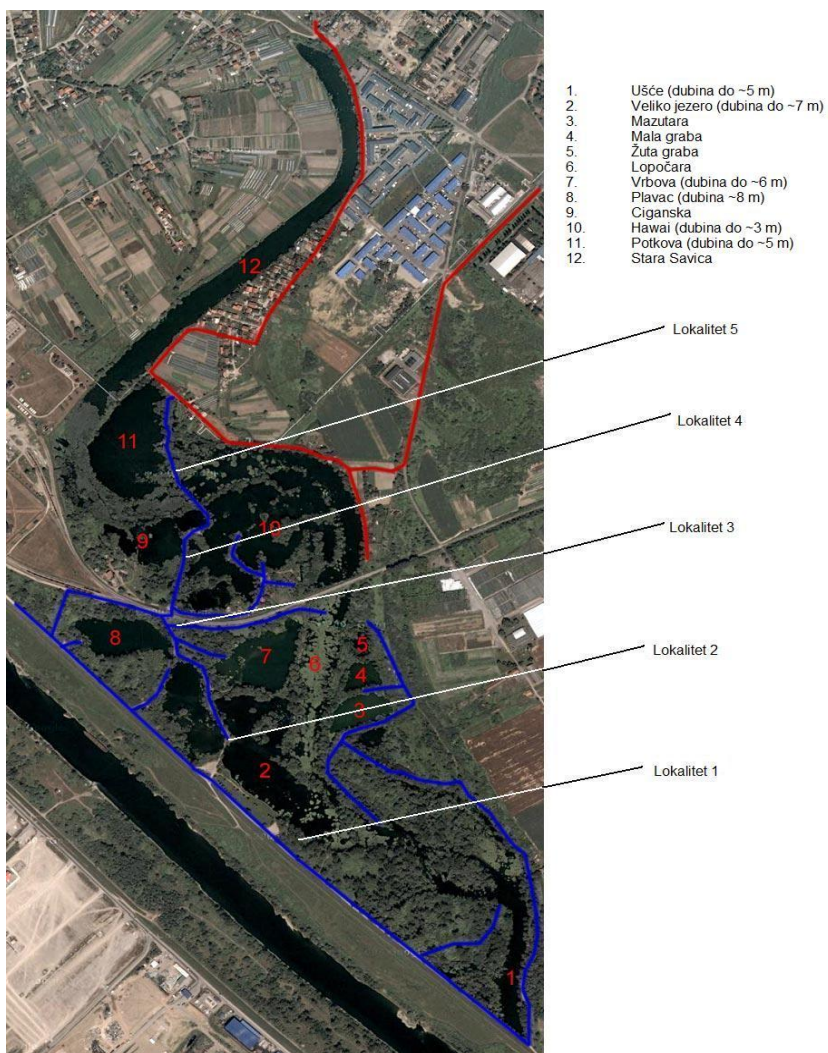 1. Ušće (dubina do ~5 m)
2. Veliko jezero (dubina do ~7 m)
3. Mazutara
4. Mala graba
5. Žuta graba
6. Lopočara
7. Vrbova (dubina do ~6 m)
8. Plavac (dubina ~8 m)
9. Ciganska
10. Hawai (dubina do ~3 m)
11. Potkova (dubina do ~5 m)
12. Stara Savica
12
Lokalitet 5
11
Lokalitet 4
10
9
Lokalitet 3
8
7
6
5
4
Lokalitet 2
3
2
Lokalitet 1
1